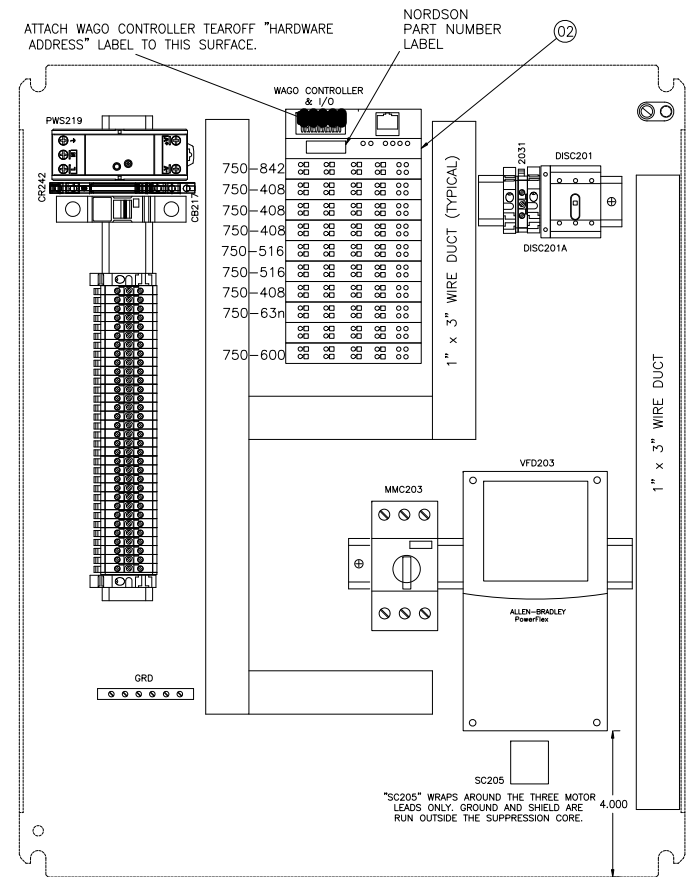 ATTACH WAGO CONTROLLER TEAROFF "HARDWARE
ADDRESS" LABEL TO THIS SURFACE.
NORDSON
PART NUMBER
LABEL
02
WAGO CONTROLLER
& I/O
PWS219
CR242
CB217
750-842
750-408
750-408
750-408
750-516
750-516
750-408
750-63n
750-600
1" x 3" WIRE DUCT (TYPICAL)
2031
DISC201
DISC201A
1" x 3" WIRE DUCT
MMC203
VFD203
ALLEN-BRADLEY
PowerFlex
GRD
SC205
"SC205" WRAPS AROUND THE THREE MOTOR
LEADS ONLY. GROUND AND SHIELD ARE
RUN OUTSIDE THE SUPPRESSION CORE.
4.000